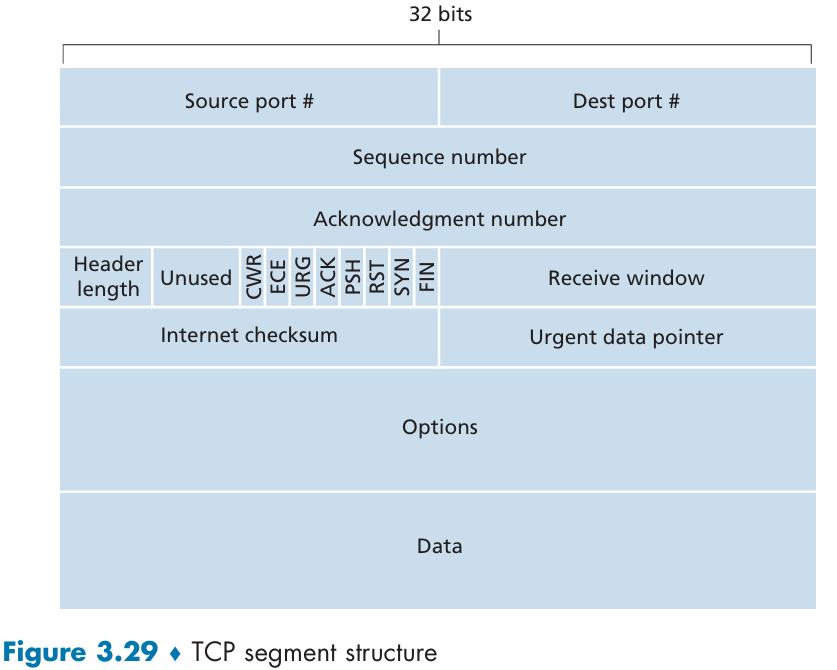 32 bits
Source port #
Dest port #
Sequence number
Acknowledgment number
Header
length
Unused
CWR
ECE
URG
ACK
PSH
RST
SYN
FIN
Receive window
Internet checksum
Urgent data pointer
Options
Data
Figure 3.29 ♦ TCP segment structure